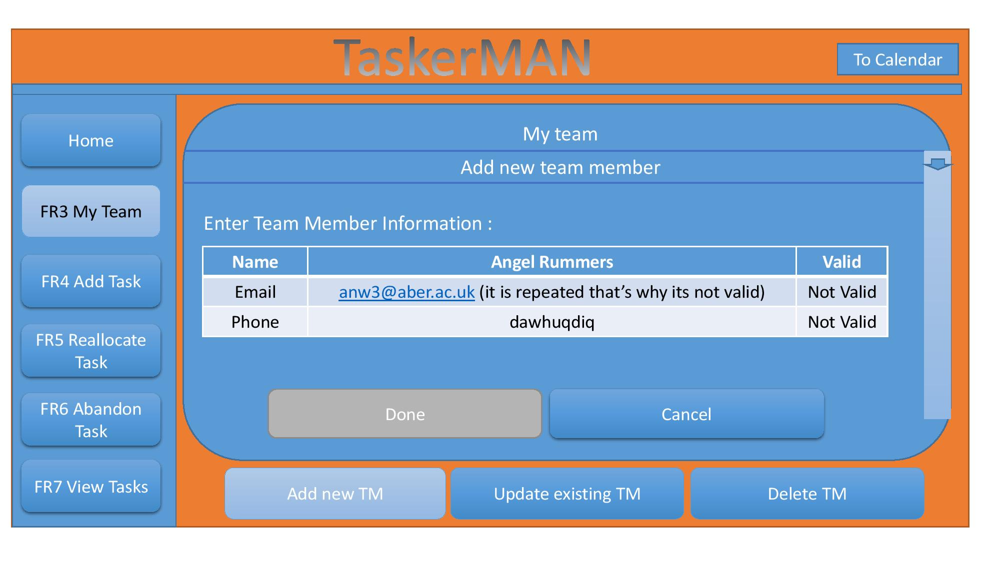 TaskerMAN
To Calendar
Home
FR3 My Team
FR4 Add Task
FR5 Reallocate
Task
FR6 Abandon
Task
FR7 View Tasks
My team
Add new team member
Enter Team Member Information :
Name Angel Rummers Valid
Email anw3@aber.ac.uk (it is repeated that’s why its not valid) Not Valid
Phone dawhuqdiq Not Valid
Done Cancel
Add new TM Update existing TM Delete TM